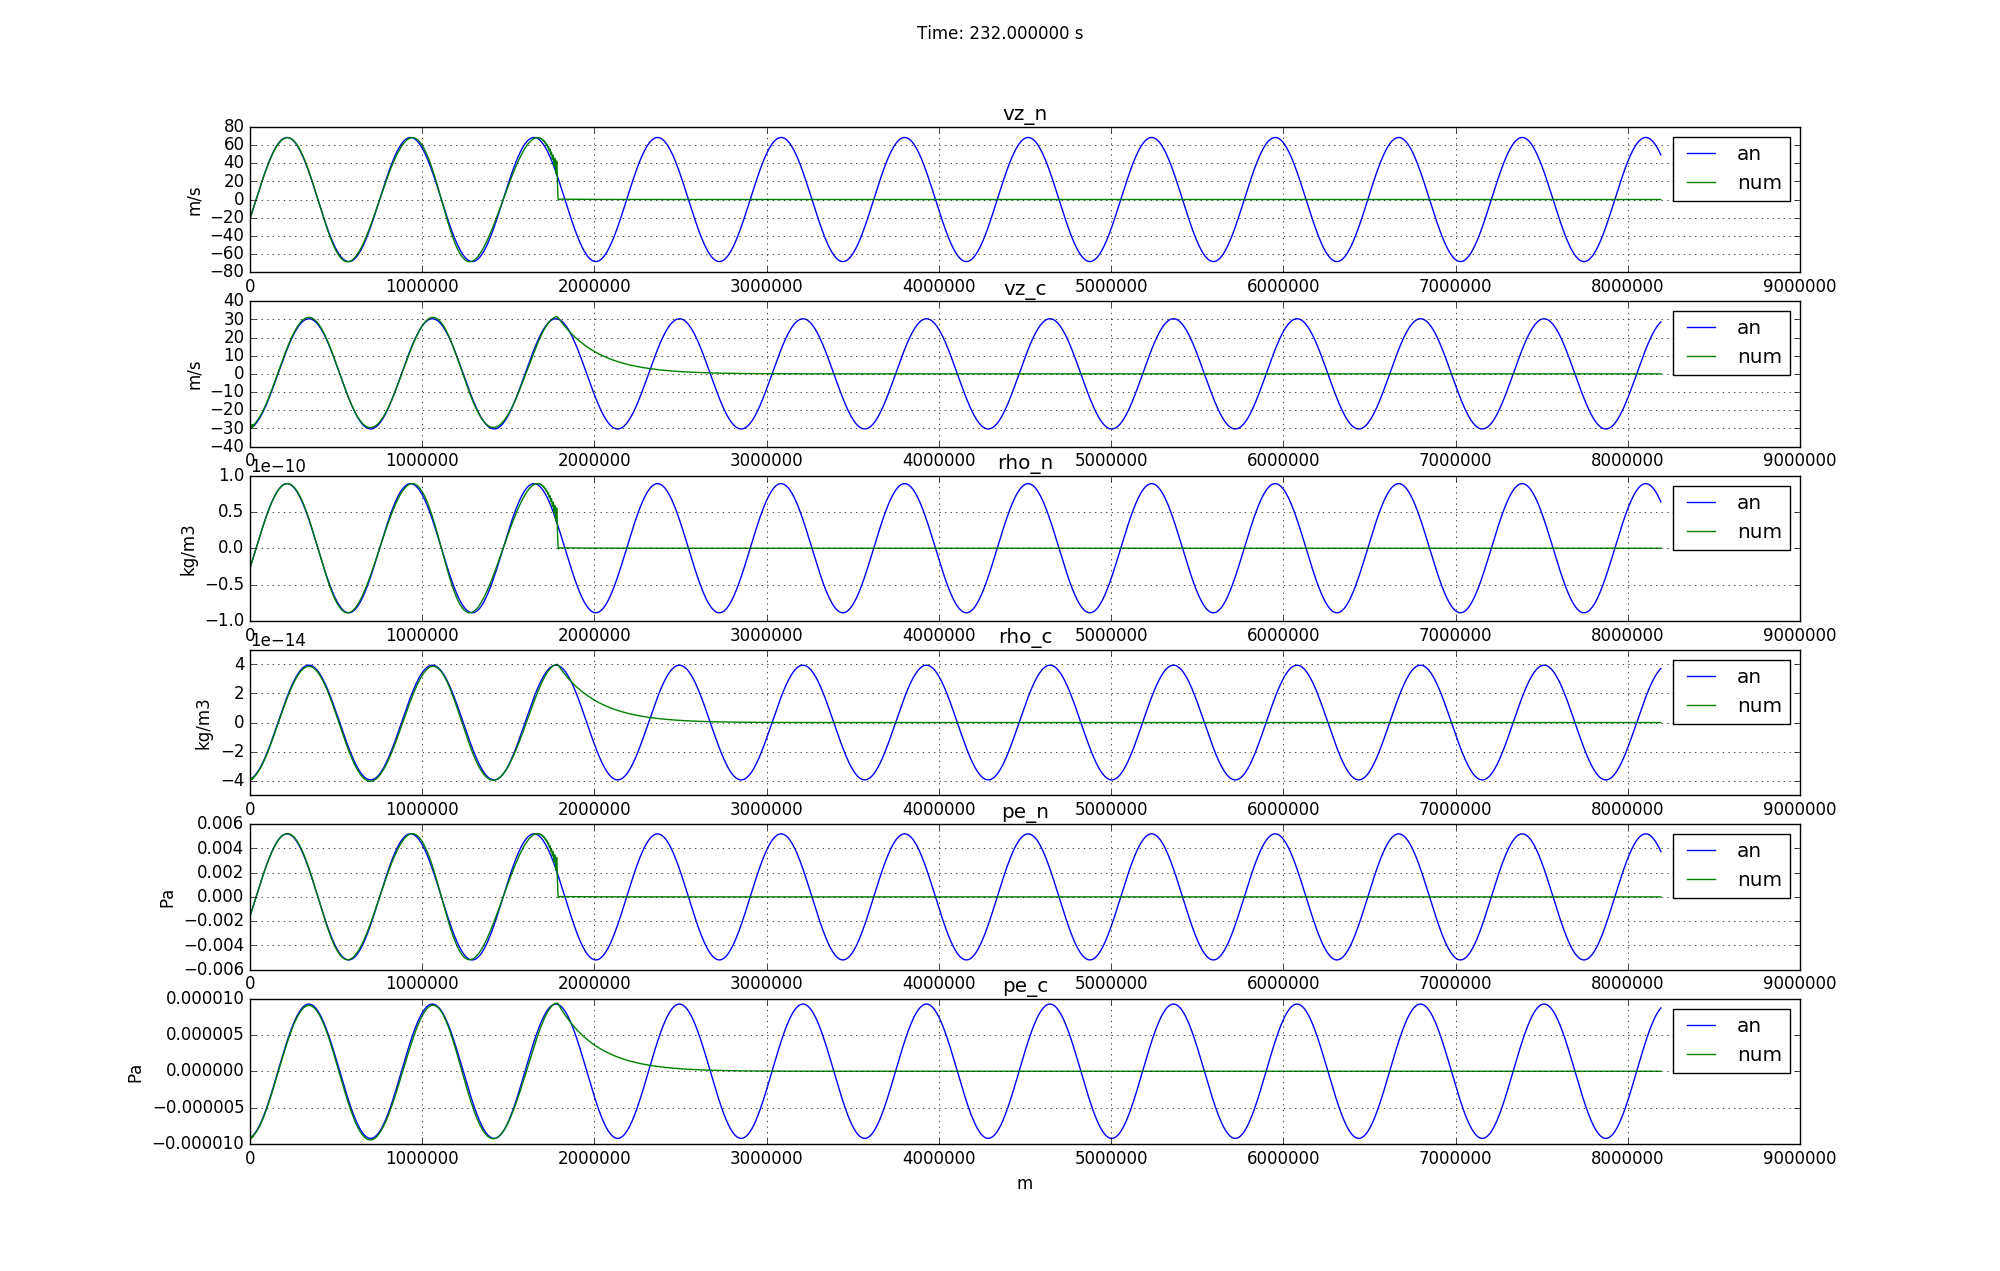 Time: 232.000000 s
vz_n
80
60
40
20
0
−20
−40
−60
−80
m/s
an
num
0 1000000 2000000 3000000 4000000 5000000 6000000 7000000 8000000 9000000
vz_c
40
30
20
10
0
−10
−20
−30
−40
m/s
an
num
0 1000000 2000000 3000000 4000000 5000000 6000000 7000000 8000000 9000000
1e−10
rho_n
1.0
0.5
0.0
−0.5
−1.0
kg/m3
an
num
0 1000000 2000000 3000000 4000000 5000000 6000000 7000000 8000000 9000000
1e−14
rho_c
4
2
0
−2
−4
kg/m3
an
num
0 1000000 2000000 3000000 4000000 5000000 6000000 7000000 8000000 9000000
pe_n
0.006
0.004
0.002
0.000
−0.002
−0.004
−0.006
Pa
an
num
0 1000000 2000000 3000000 4000000 5000000 6000000 7000000 8000000 9000000
pe_c
0.000010
0.000005
0.000000
−0.000005
−0.000010
Pa
an
num
0 1000000 2000000 3000000 4000000 5000000 6000000 7000000 8000000 9000000
m